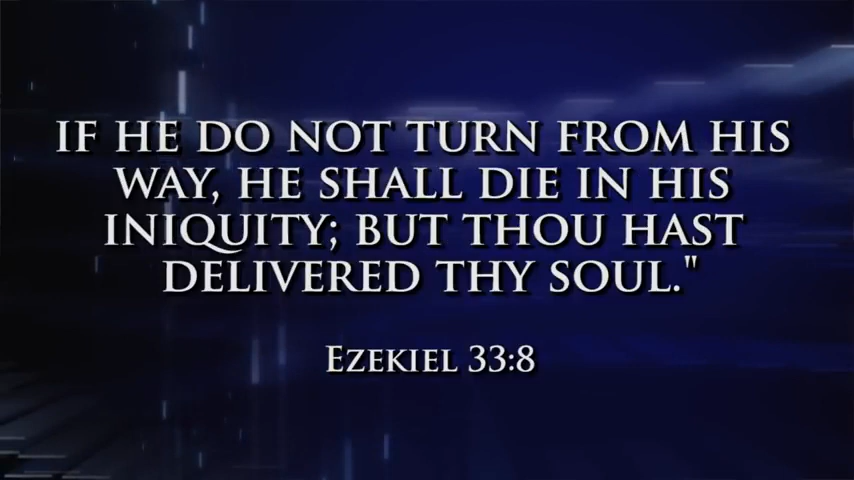 IF HE DO NOT TURN FROM HIS
WAY, HE SHALL DIE IN HIS
INIQUITY; BUT THOU HAST
DELIVERED THY SOUL."
EZEKIEL 33:8